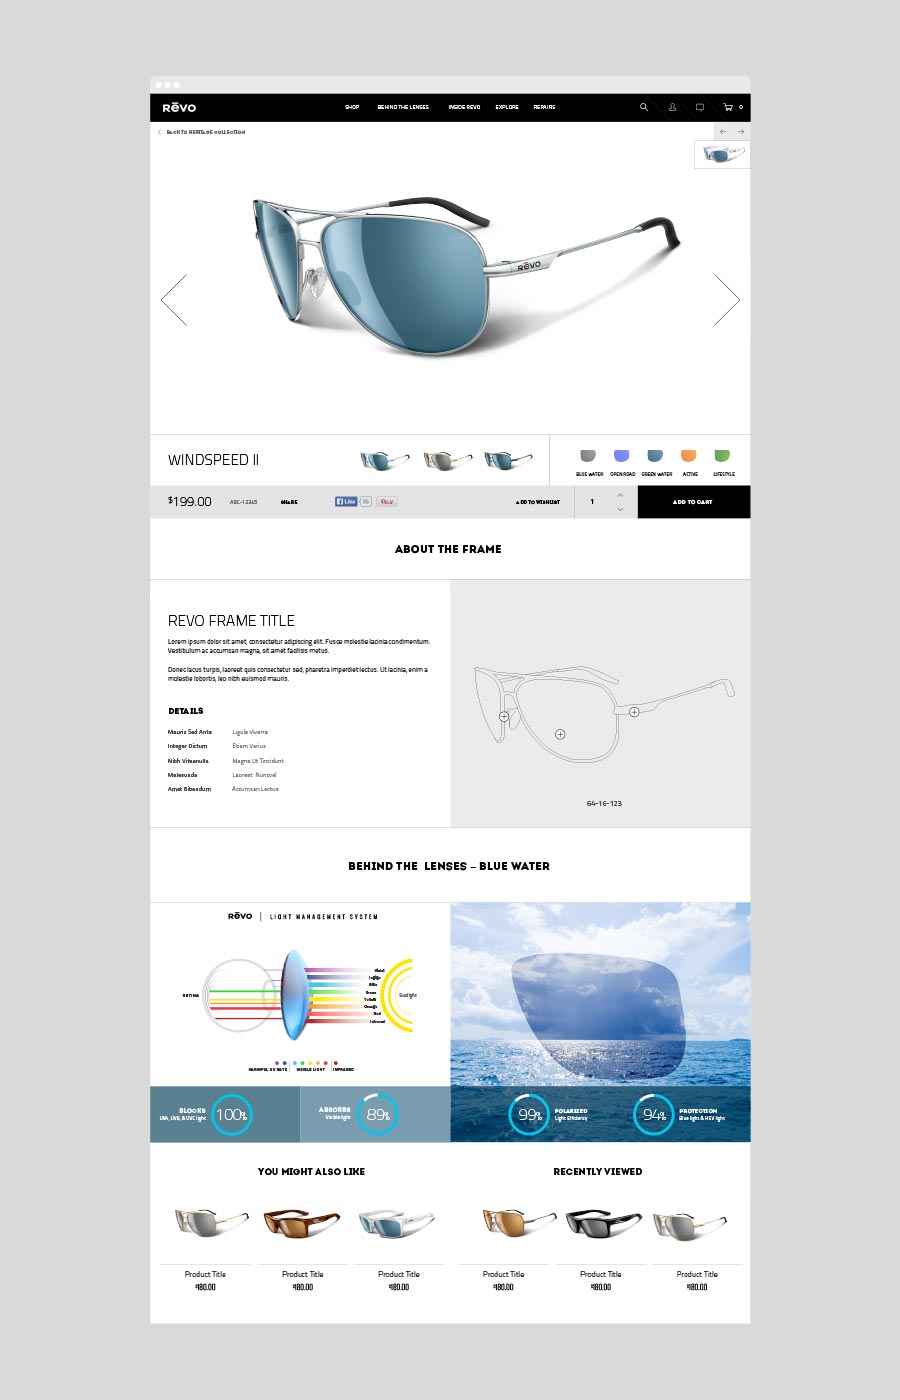 RēVO
SHOP
BEHIND THE LENSES
INSIDE REVO
EXPLORE
REPAIRS
0
BACK TO HERITAGE COLLECTION
RēVO
WINDSPEED II
BLUE WATER
OPEN ROAD
GREEN WATER
ACTIVE
LIFESTYLE
$199.00
ABC-12345
SHARE
Like
36
Pin it
ADD TO WISHLIST
1
ADD TO CART
ABOUT THE FRAME
REVO FRAME TITLE
Lorem ipsum dolor sit amet, consectetur adipiscing elit. Fusce molestie lacinia condimentum.
Vestibulum ac accumsan magna, sit amet facilisis metus.
Donec lacus turpis, laoreet quis consectetur sed, pharetra imperdiet lectus. Ut lacinia, enim a
molestie lobortis, leo nibh euismod mauris.
DETAILS
Mauris Sed Ante
Ligula Viverra
Integer Dictum
Etiam Varius
Nibh Vitaenulla
Magna Ut Tincidunt
Malesuada
Laoreet Nuncvel
Amet Bibendum
Accumsan Lectus
64-16-123
BEHIND THE LENSES – BLUE WATER
RēVO | LIGHT MANAGEMENT SYSTEM
Violet
Indigo
Blue
Green
Yellow
Orange
Red
Infrared
RETINA
Sunlight
HARMFUL UV RAYS
VISIBLE LIGHT
INFRARED
BLOCKS
UVA, UVB, & UVC light
100%
ABSORBS
Visible light
89%
99%
POLARIZED
Light Efficiency
94%
PROTECTION
Blue light & HEV light
YOU MIGHT ALSO LIKE
RECENTLY VIEWED
Product Title
$180.00
Product Title
$180.00
Product Title
$180.00
Product Title
$180.00
Product Title
$180.00
Product Title
$180.00